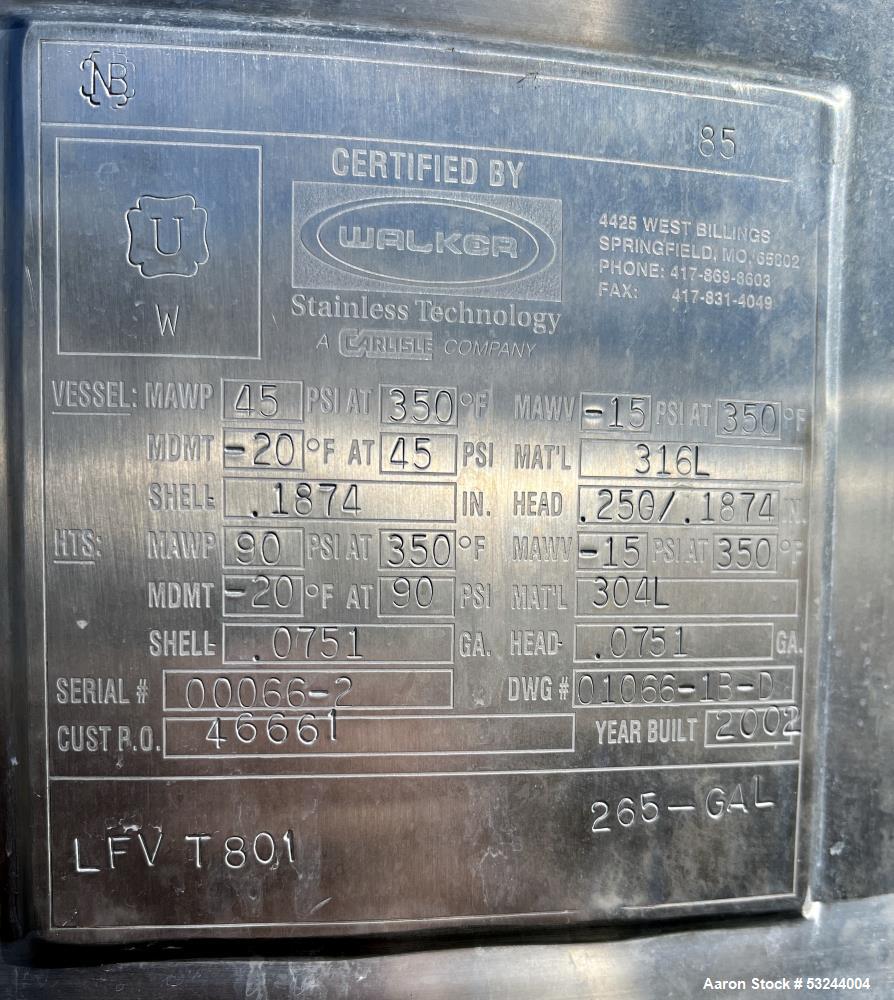 NB
85
U
W
CERTIFIED BY
WALKER
Stainless Technology
A CARLISLE COMPANY
4425 WEST BILLINGS
SPRINGFIELD, MO. 65802
PHONE: 417-869-8603
FAX: 417-831-4049
VESSEL: MAWP 45 PSI AT 350 °F MAWV -15 PSI AT 350 °F
MDMT -20 °F AT 45 PSI MAT'L 316L
SHELL .1874 IN. HEAD .250/.1874 IN.
HTS: MAWP 90 PSI AT 350 °F MAWV -15 PSI AT 350 °F
MDMT -20 °F AT 90 PSI MAT'L 304L
SHELL .0751 GA. HEAD .0751 GA.
SERIAL # 00066-2 DWG # 01066-1B-D
CUST P.O. 46661 YEAR BUILT 2002
LFV T801 265-GAL
Aaron Stock # 53244004